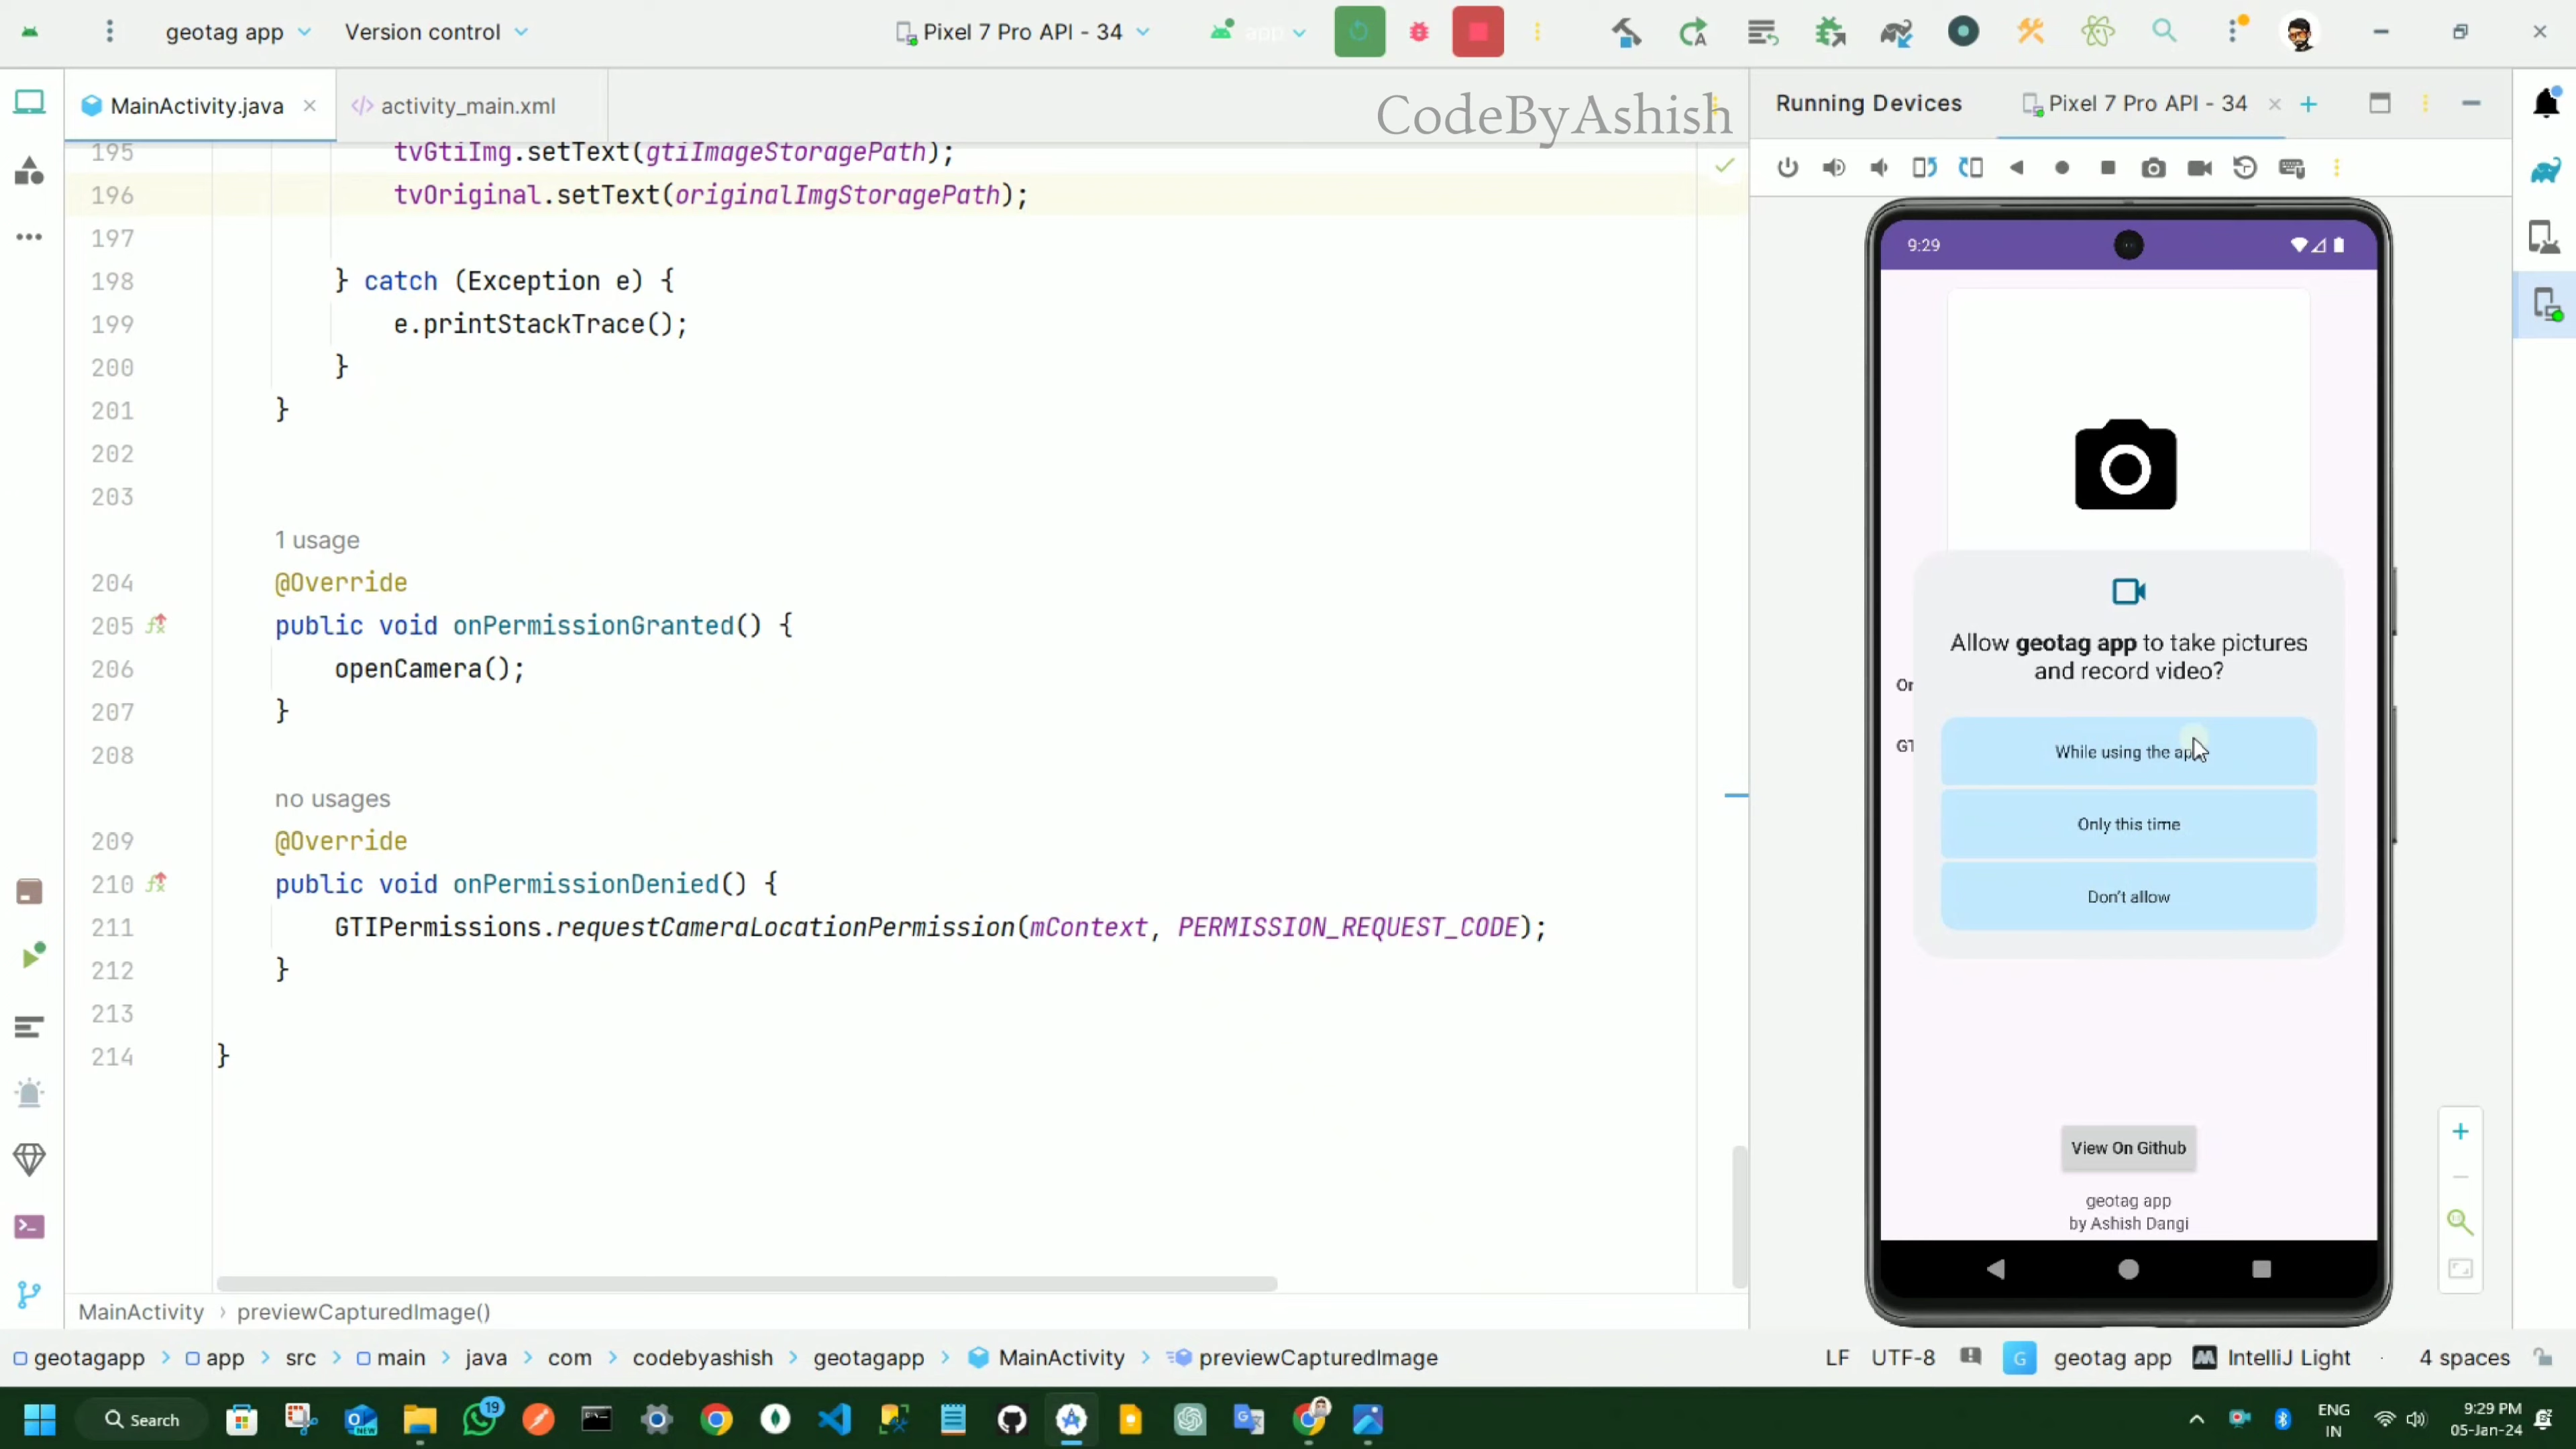 geotag app
Version control
Pixel 7 Pro API - 34
app
MainActivity.java
activity_main.xml
CodeByAshish
Running Devices
Pixel 7 Pro API - 34
195 tvGtiImg.setText(gtiImageStoragePath);
196 tvOriginal.setText(originalImgStoragePath);
197
198 } catch (Exception e) {
199 e.printStackTrace();
200 }
201 }
202
203
1 usage
204 @Override
205 public void onPermissionGranted() {
206 openCamera();
207 }
208
no usages
209 @Override
210 public void onPermissionDenied() {
211 GTIPermissions.requestCameraLocationPermission(mContext, PERMISSION_REQUEST_CODE);
212 }
213
214 }
9:29
Allow geotag app to take pictures
and record video?
Or
GT
While using the app
Only this time
Don't allow
View On Github
geotag app
by Ashish Dangi
MainActivity › previewCapturedImage()
geotagapp › app › src › main › java › com › codebyashish › geotagapp › MainActivity › previewCapturedImage
LF UTF-8 G geotag app IntelliJ Light 4 spaces
Search
NEW
19
ENG
IN
9:29 PM
05-Jan-24